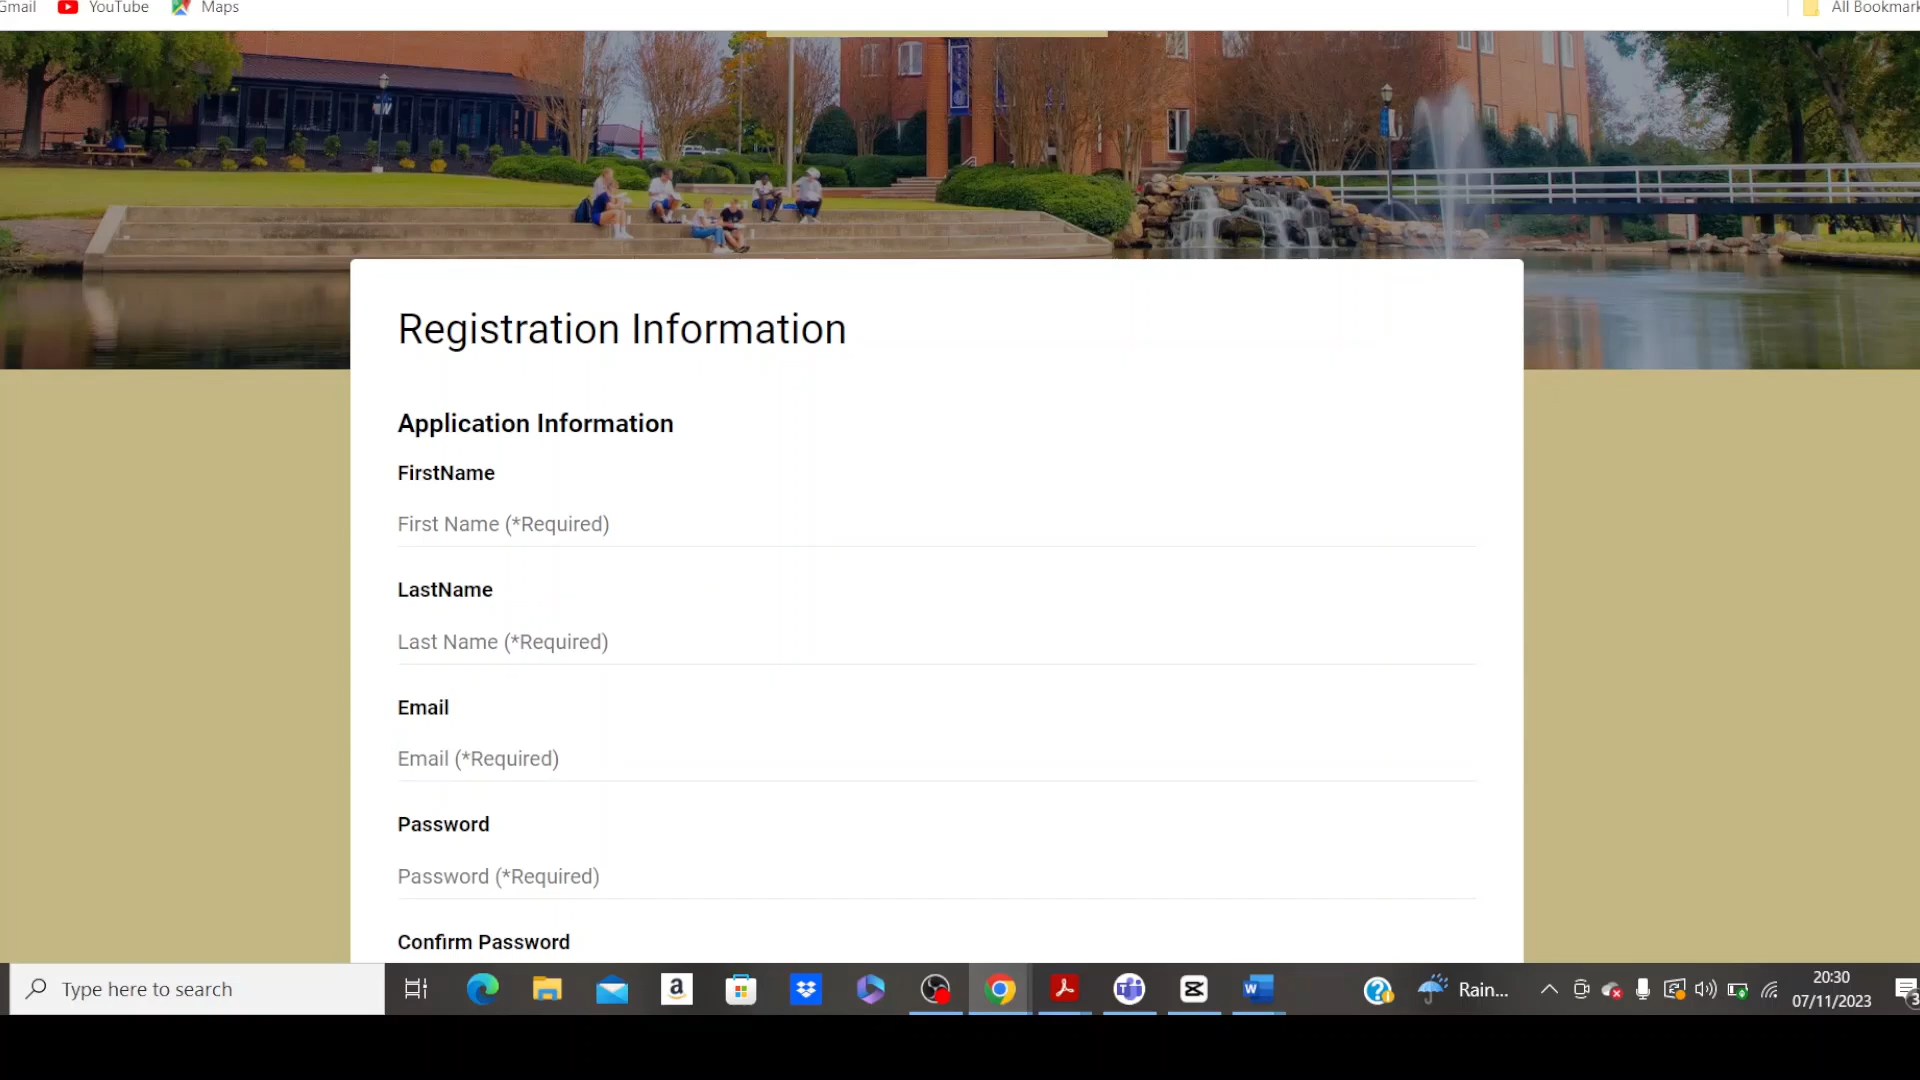 Gmail YouTube Maps All Bookmark
Registration Information
Application Information
FirstName
First Name (*Required)
LastName
Last Name (*Required)
Email
Email (*Required)
Password
Password (*Required)
Confirm Password
Type here to search
Rain...
20:30
07/11/2023
3